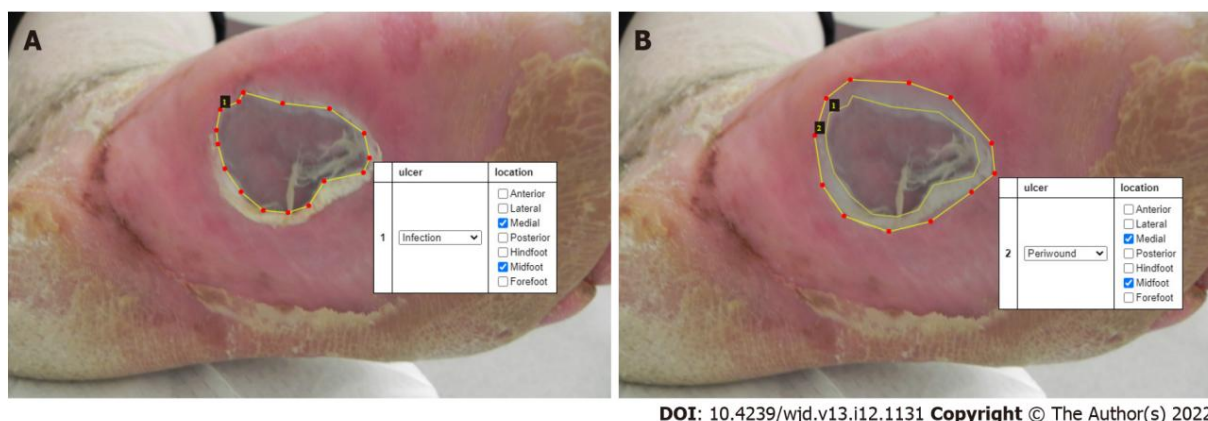 A
1
ulcer location
1 Infection
Anterior
Lateral
Medial
Posterior
Hindfoot
Midfoot
Forefoot
B
1
2
ulcer location
2 Periwound
Anterior
Lateral
Medial
Posterior
Hindfoot
Midfoot
Forefoot
DOI: 10.4239/wjd.v13.i12.1131 Copyright © The Author(s) 2022